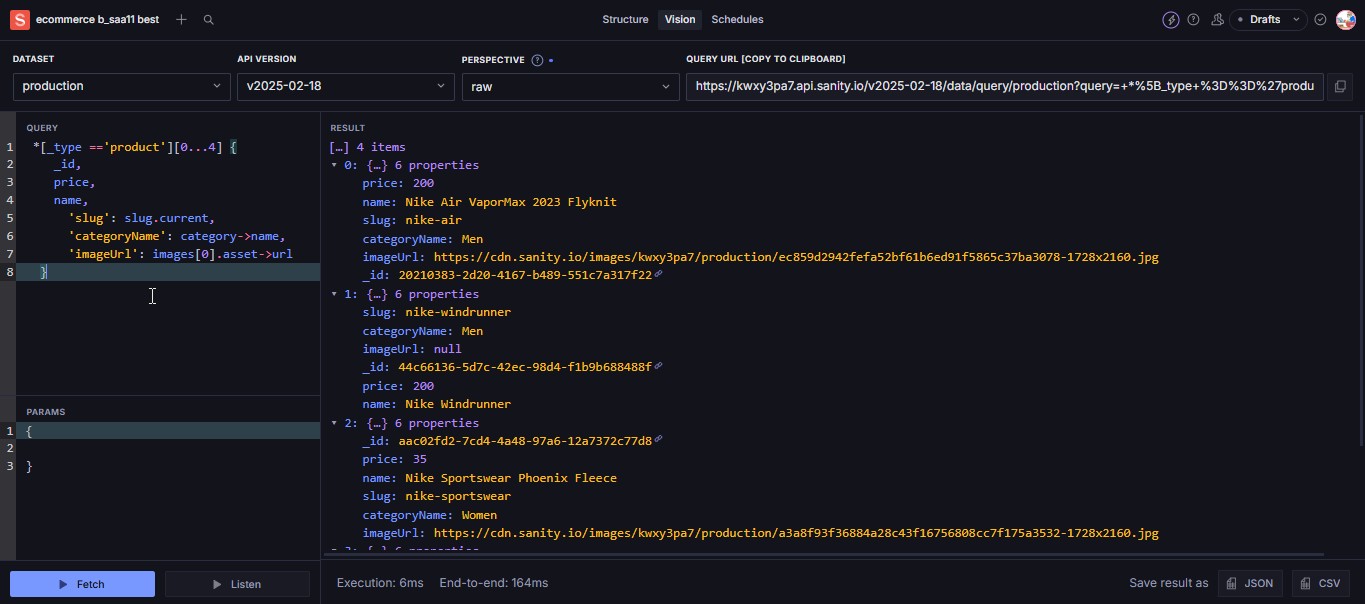 S ecommerce b_saa11 best
Structure Vision Schedules
Drafts
DATASET
production
API VERSION
v2025-02-18
PERSPECTIVE
raw
QUERY URL [COPY TO CLIPBOARD]
https://kwxy3pa7.api.sanity.io/v2025-02-18/data/query/production?query=+*%5B_type+%3D%3D%27produ
QUERY
1 *[_type =='product'][0...4] {
2 _id,
3 price,
4 name,
5 'slug': slug.current,
6 'categoryName': category->name,
7 'imageUrl': images[0].asset->url
8 }
PARAMS
1 {
2
3 }
Fetch
Listen
RESULT
[…] 4 items
0: {…} 6 properties
price: 200
name: Nike Air VaporMax 2023 Flyknit
slug: nike-air
categoryName: Men
imageUrl: https://cdn.sanity.io/images/kwxy3pa7/production/ec859d2942fefa52bf61b6ed91f5865c37ba3078-1728x2160.jpg
_id: 20210383-2d20-4167-b489-551c7a317f22
1: {…} 6 properties
slug: nike-windrunner
categoryName: Men
imageUrl: null
_id: 44c66136-5d7c-42ec-98d4-f1b9b688488f
price: 200
name: Nike Windrunner
2: {…} 6 properties
_id: aac02fd2-7cd4-4a48-97a6-12a7372c77d8
price: 35
name: Nike Sportswear Phoenix Fleece
slug: nike-sportswear
categoryName: Women
imageUrl: https://cdn.sanity.io/images/kwxy3pa7/production/a3a8f93f36884a28c43f16756808cc7f175a3532-1728x2160.jpg
3: {…} 6 properties
Execution: 6ms End-to-end: 164ms
Save result as JSON CSV